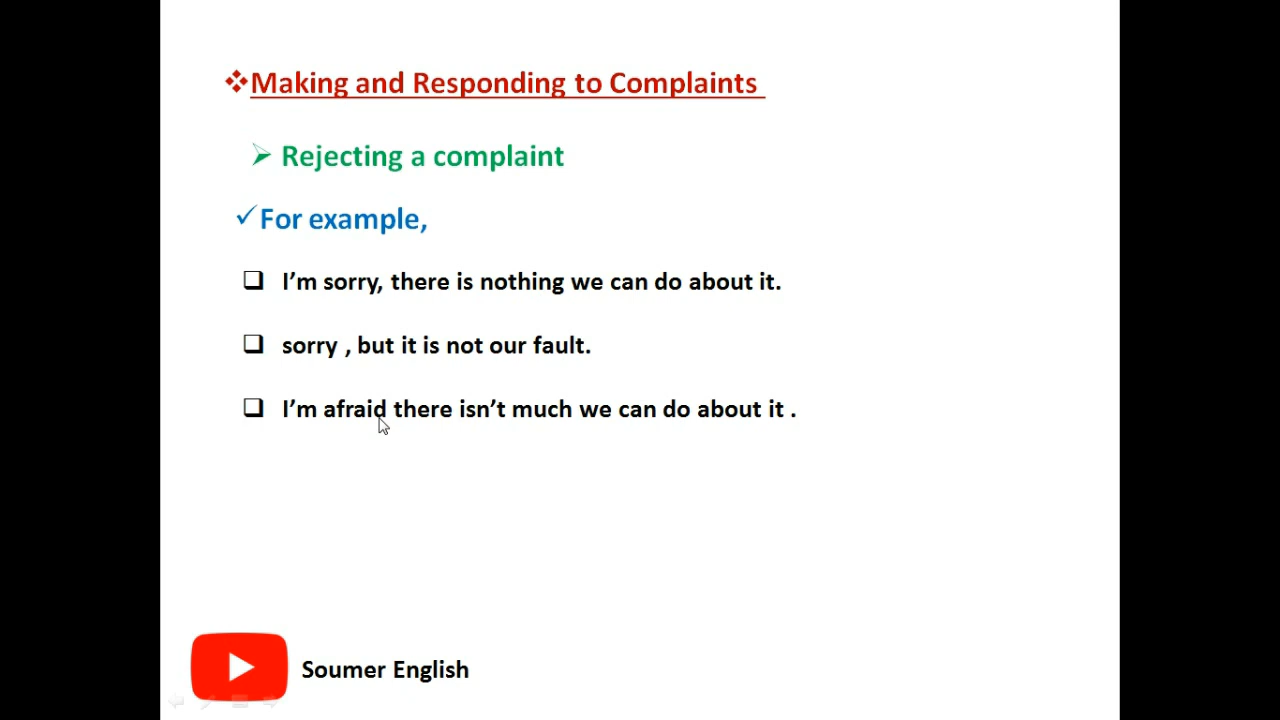 Making and Responding to Complaints
Rejecting a complaint
For example,
I’m sorry, there is nothing we can do about it.
sorry , but it is not our fault.
I’m afraid there isn’t much we can do about it .
Soumer English